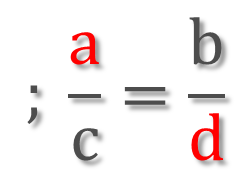 ; a/c = b/d